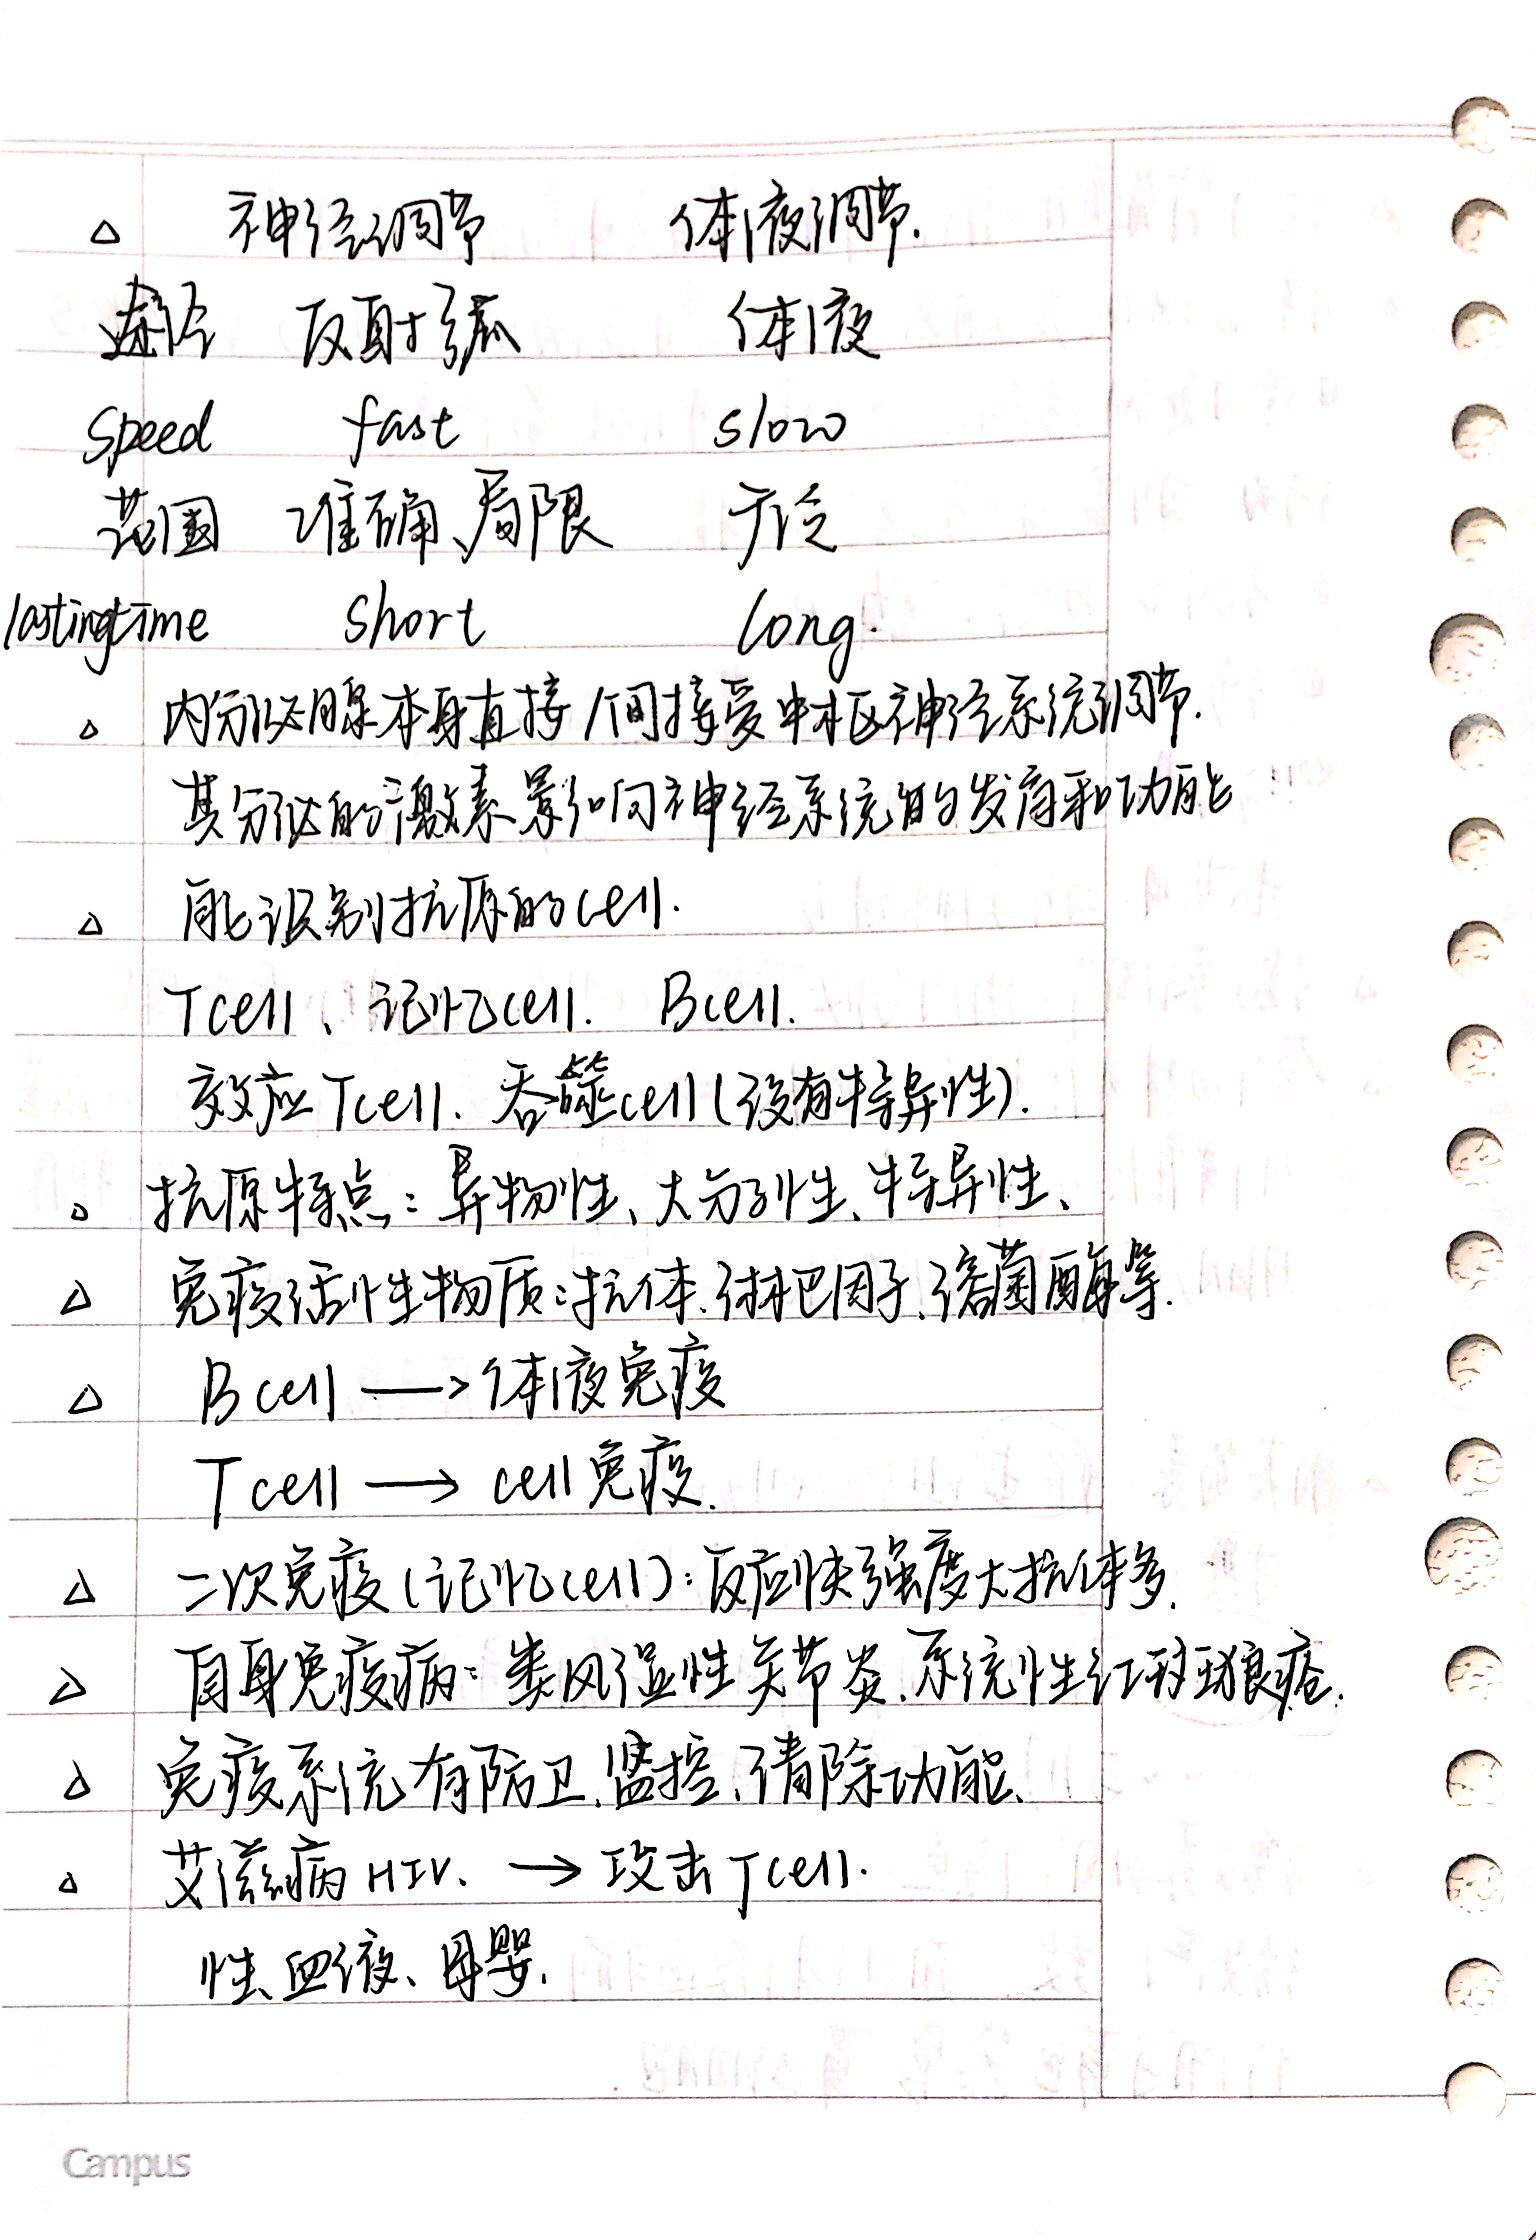 △ 神经调节 体液调节.
途径 反射弧 体液
speed fast slow
范围 准确、局限 广泛
lastingtime short long.
△ 内分泌腺本身直接/间接受中枢神经系统调节.
其分泌的激素影响神经系统的发育和功能
△ 能识别抗原的cell.
Tcell、记忆cell. Bcell.
效应Tcell. 吞噬cell(没有特异性).
△ 抗原特点:异物性、大分子性、特异性、
△ 免疫活性物质:抗体.淋巴因子.溶菌酶等.
△ Bcell → 体液免疫
Tcell → cell免疫.
△ 二次免疫(记忆cell):反应快强度大抗体多.
△ 自身免疫病:类风湿性关节炎.系统性红斑狼疮.
△ 免疫系统有防卫.监控、清除功能.
△ 艾滋病HIV. → 攻击Tcell.
性、血液、母婴.
Campus